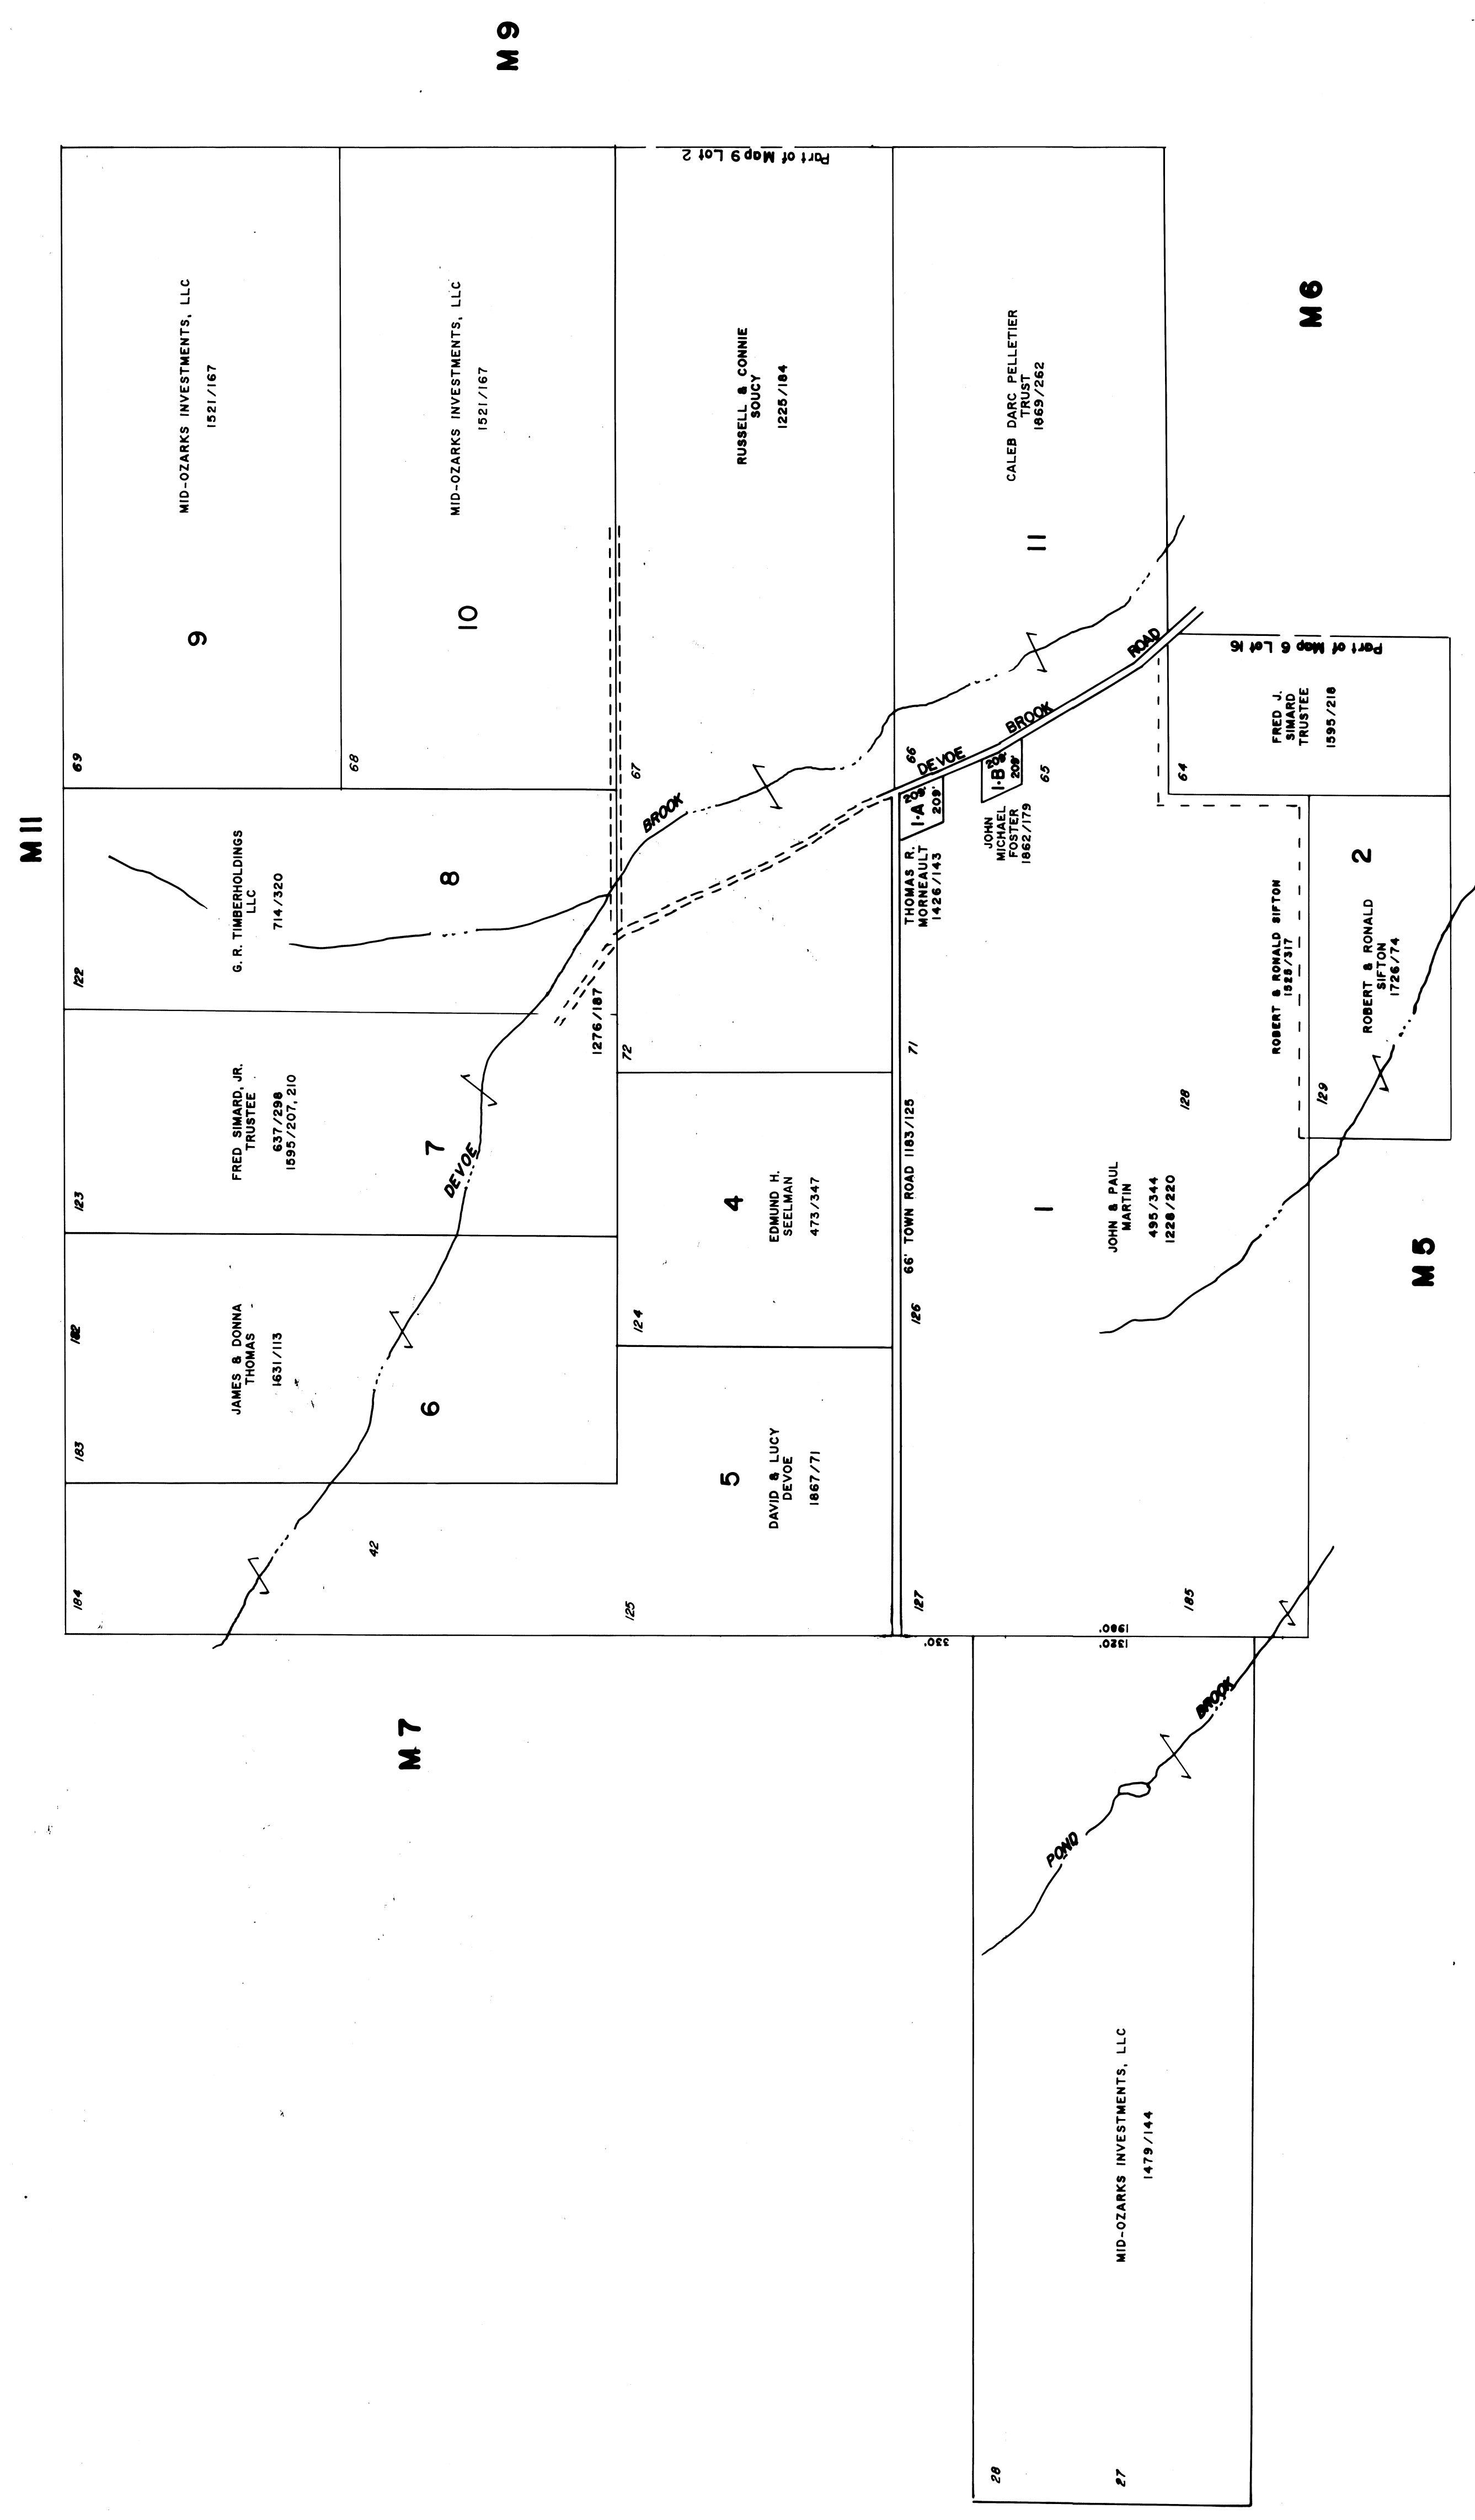 M 9
M 11
M 6
M 5
M 7
MID-OZARKS INVESTMENTS, LLC
1521/167
9
69
MID-OZARKS INVESTMENTS, LLC
1521/167
10
68
Part of Map 9 Lot 2
RUSSELL & CONNIE
SOUCY
1225/184
67
CALEB DARC PELLETIER
TRUST
1869/262
11
66
DEVOE BROOK ROAD
Part of Map 6 Lot 16
FRED J.
SIMARD
TRUSTEE
1595/218
64
G. R. TIMBERHOLDINGS
LLC
714/320
8
122
BROOK
1-A
209'
209'
THOMAS R.
MORNEAULT
1426/143
1-B
209'
209'
65
JOHN
MICHAEL
FOSTER
1862/179
2
ROBERT & RONALD SIFTON
1525/317
ROBERT & RONALD
SIFTON
1726/74
129
FRED SIMARD, JR.
TRUSTEE
637/298
1595/207, 210
7
123
DEVOE
1276/187
72
71
128
4
EDMUND H.
SEELMAN
473/347
124
66' TOWN ROAD 1183/125
126
1
JOHN & PAUL
MARTIN
495/344
1228/220
JAMES & DONNA
THOMAS
1631/113
6
182
183
5
DAVID & LUCY
DEVOE
1867/71
184
42
125
127
185
330'
1980'
1320'
POND BROOK
MID-OZARKS INVESTMENTS, LLC
1479/144
28
27